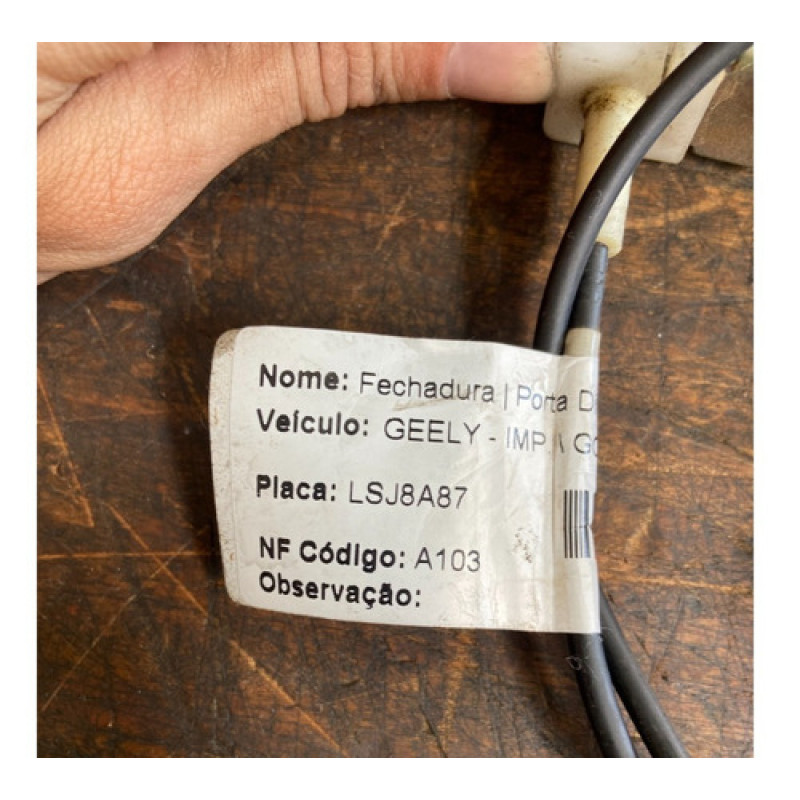 Nome: Fechadura | Porta D
Veículo: GEELY - IMP
Placa: LSJ8A87
NF Código: A103
Observação: